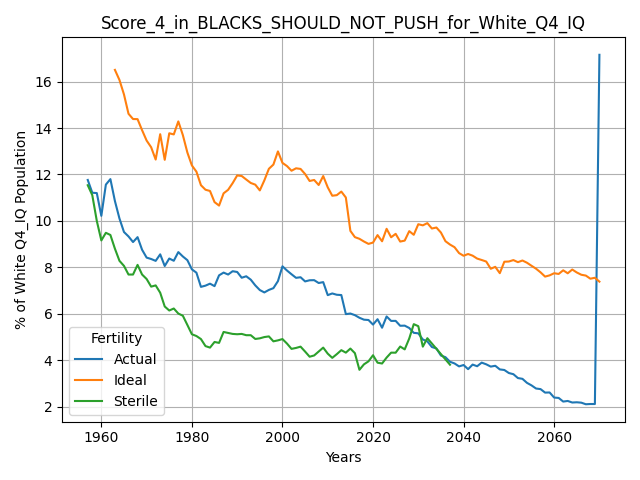 Score_4_in_BLACKS_SHOULD_NOT_PUSH_for_White_Q4_IQ
% of White Q4_IQ Population
16
14
12
10
8
6
4
2
Fertility
Actual
Ideal
Sterile
1960
1980
2000
2020
2040
2060
Years